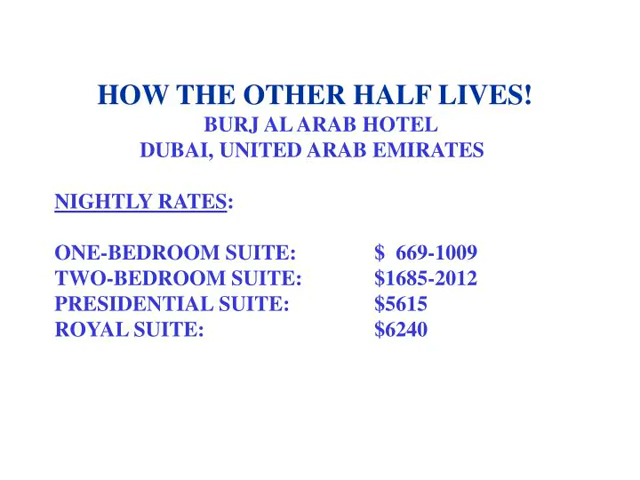 HOW THE OTHER HALF LIVES!
BURJ AL ARAB HOTEL
DUBAI, UNITED ARAB EMIRATES
NIGHTLY RATES:
ONE-BEDROOM SUITE: $ 669-1009
TWO-BEDROOM SUITE: $1685-2012
PRESIDENTIAL SUITE: $5615
ROYAL SUITE: $6240